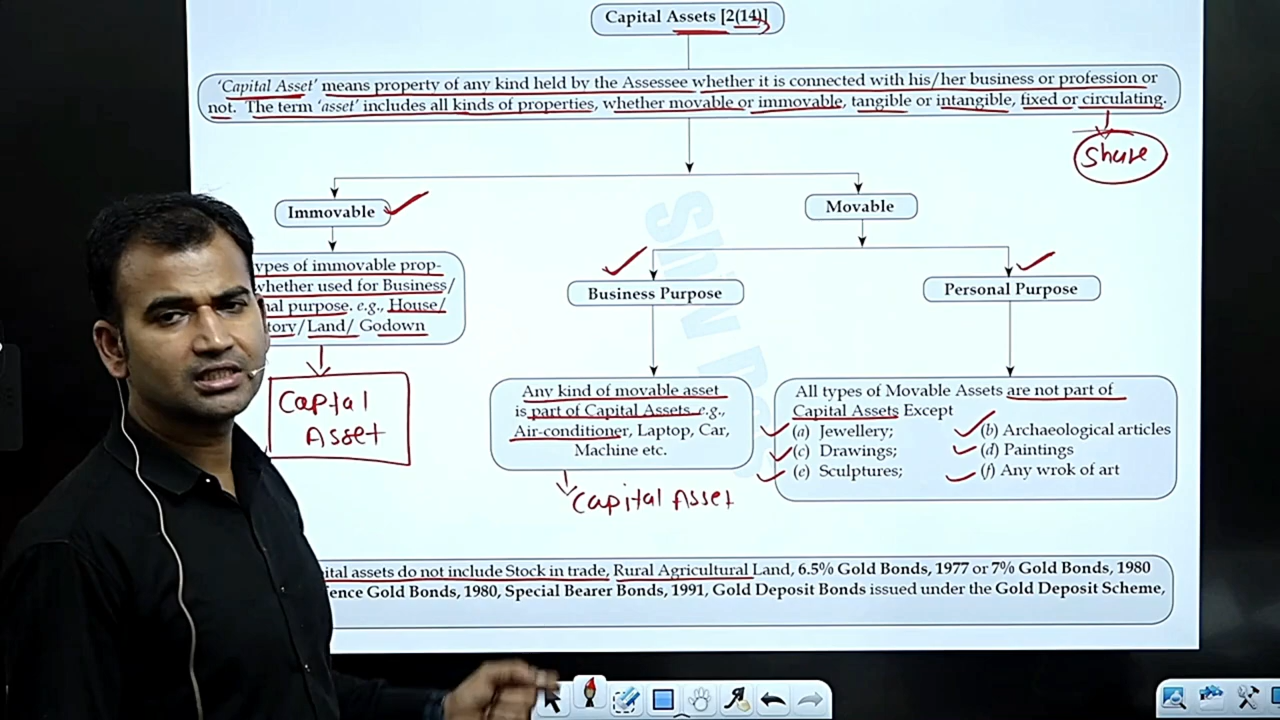 Capital Assets [2(14)]
'Capital Asset' means property of any kind held by the Assessee whether it is connected with his/her business or profession or
not. The term 'asset' includes all kinds of properties, whether movable or immovable, tangible or intangible, fixed or circulating.
Share
Immovable
Movable
ypes of immovable prop-
whether used for Business/
nal purpose. e.g., House/
tory/Land/ Godown
Capital
Asset
Business Purpose
Personal Purpose
Any kind of movable asset
is part of Capital Assets e.g.,
Air-conditioner, Laptop, Car,
Machine etc.
Capital Asset
All types of Movable Assets are not part of
Capital Assets Except
(a) Jewellery; (b) Archaeological articles
(c) Drawings; (d) Paintings
(e) Sculptures; (f) Any wrok of art
ital assets do not include Stock in trade, Rural Agricultural Land, 6.5% Gold Bonds, 1977 or 7% Gold Bonds, 1980
ence Gold Bonds, 1980, Special Bearer Bonds, 1991, Gold Deposit Bonds issued under the Gold Deposit Scheme,